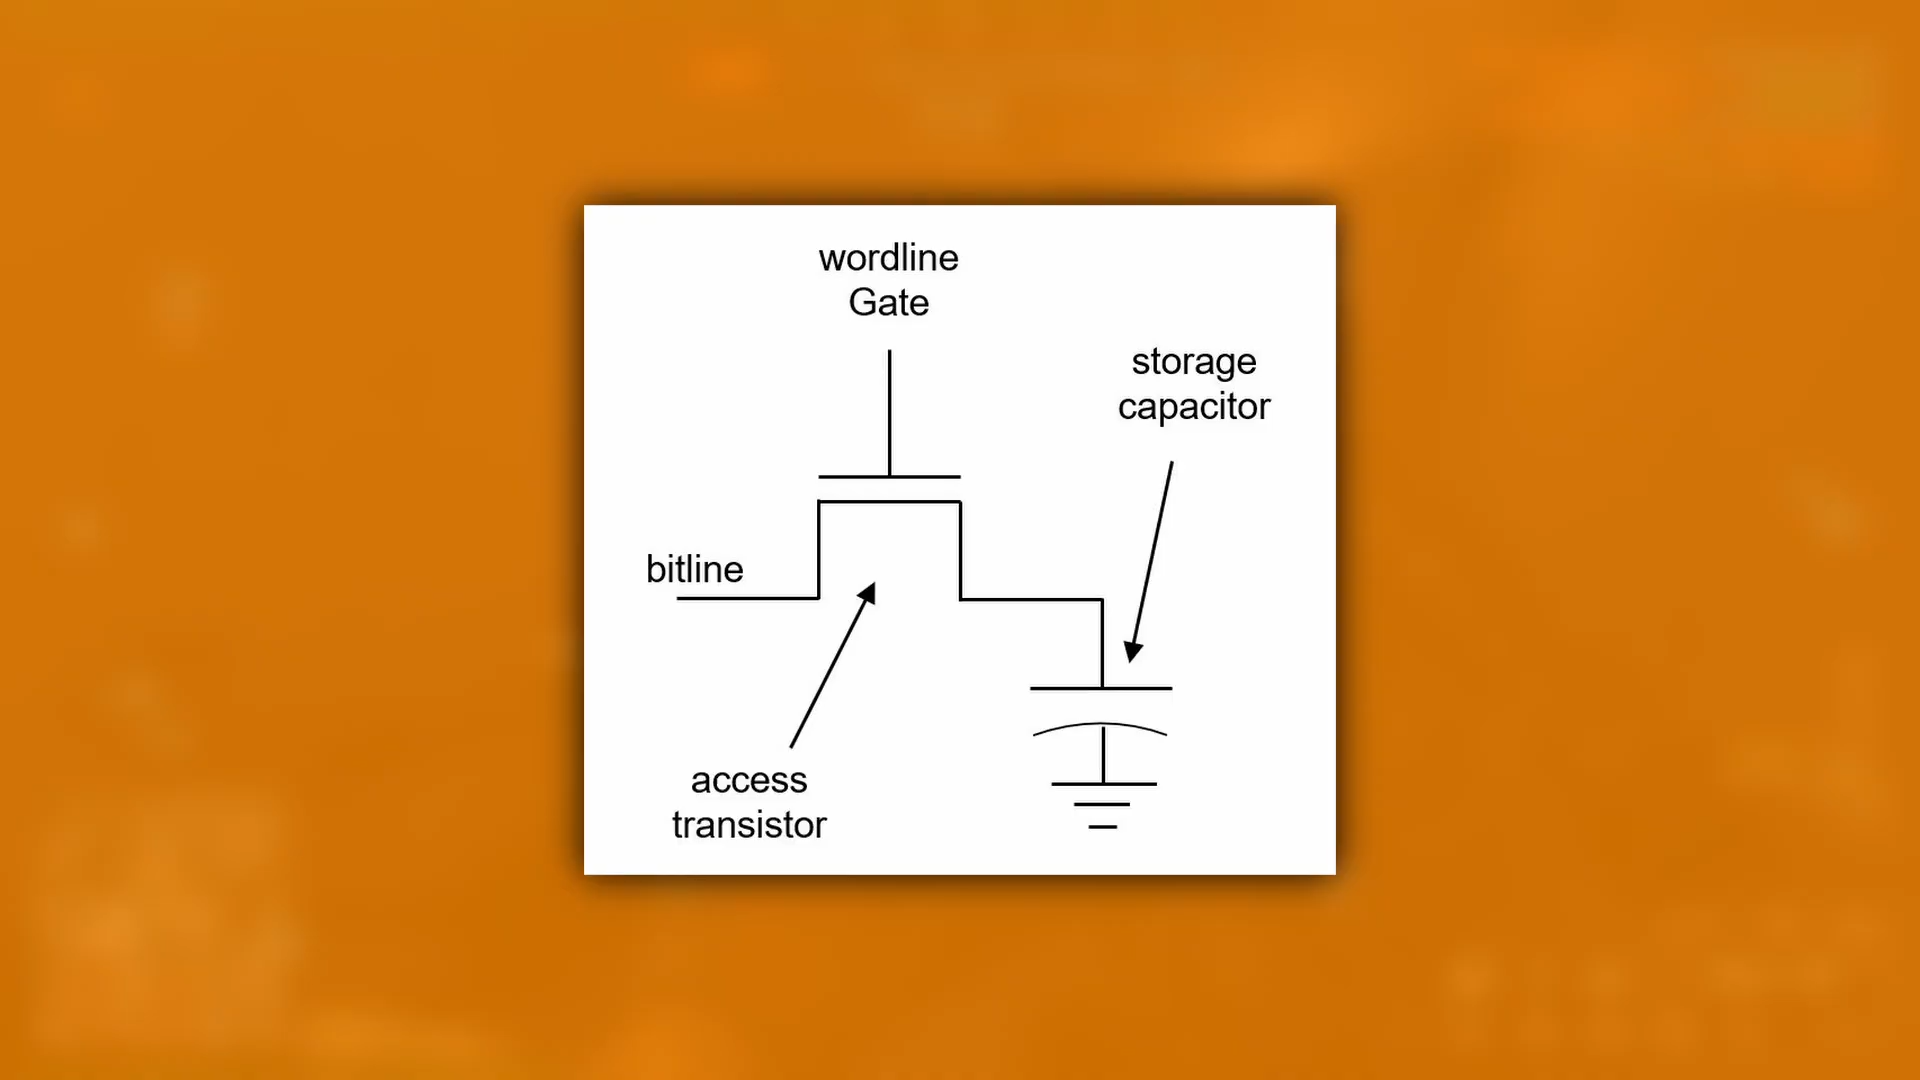 wordline
Gate
storage
capacitor
bitline
access
transistor